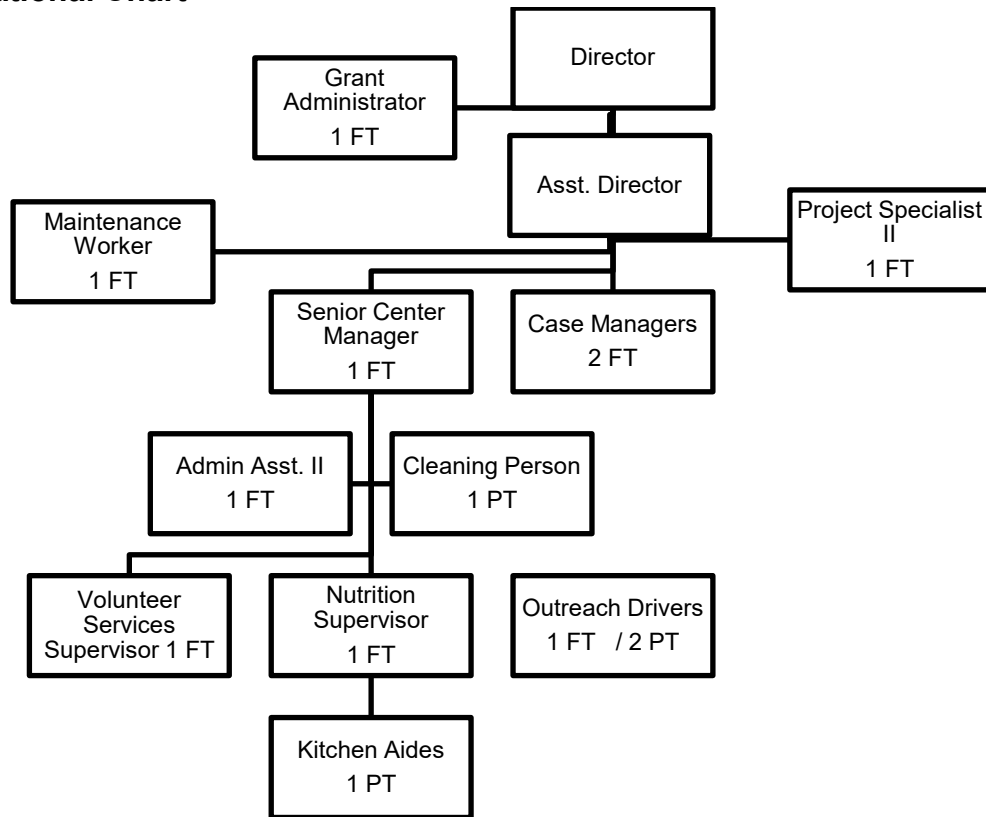 Director
Grant
Administrator
1 FT
Asst. Director
Maintenance
Worker
1 FT
Project Specialist
II
1 FT
Senior Center
Manager
1 FT
Case Managers
2 FT
Admin Asst. II
1 FT
Cleaning Person
1 PT
Volunteer
Services
Supervisor 1 FT
Nutrition
Supervisor
1 FT
Outreach Drivers
1 FT / 2 PT
Kitchen Aides
1 PT